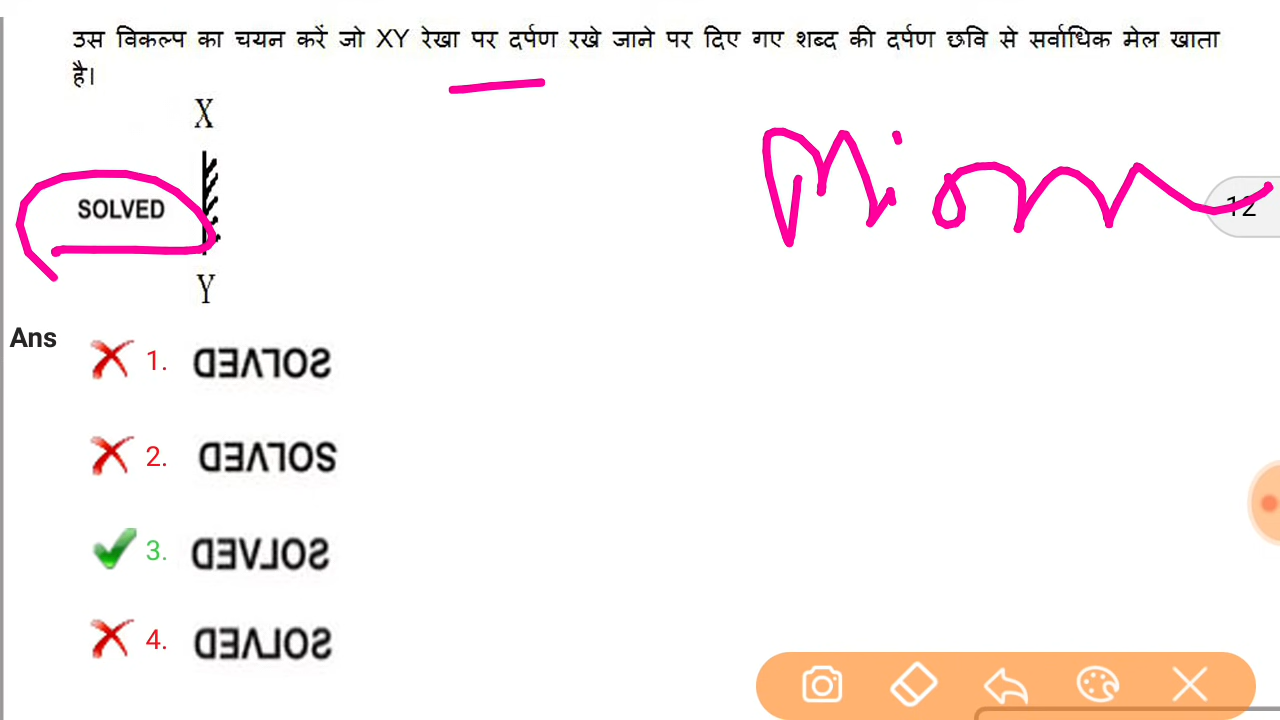 उस विकल्प का चयन करें जो XY रेखा पर दर्पण रखे जाने पर दिए गए शब्द की दर्पण छवि से सर्वाधिक मेल खाता
है।
X
SOLVED
12
Y
Ans
1.
2.
3.
4.